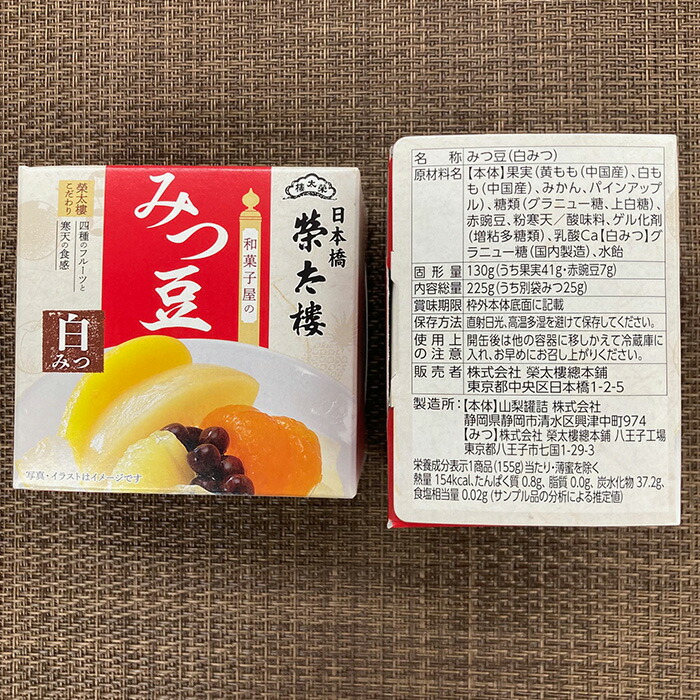 榮太樓
こだわり
四種のフルーツと
寒天の食感
白
みつ
みつ豆
和菓子屋の
樓太榮
日本橋
榮太樓
写真・イラストはイメージです
名 称 みつ豆(白みつ)
原材料名 【本体】果実(黄もも(中国産)、白も
も(中国産)、みかん、パインアップ
ル)、糖類(グラニュー糖、上白糖)、
赤豌豆、粉寒天/酸味料、ゲル化剤
(増粘多糖類)、乳酸Ca【白みつ】グ
ラニュー糖(国内製造)、水飴
固形量 130g(うち果実41g・赤豌豆7g)
内容総量 225g(うち別袋みつ25g)
賞味期限 枠外本体底面に記載
保存方法 直射日光、高温多湿を避けて保存してください。
使用上の注意 開缶後は他の容器に移しかえて冷蔵庫に
入れ、お早めにお召し上がりください。
販売者 株式会社 榮太樓總本鋪
東京都中央区日本橋1-2-5
製造所:【本体】山梨罐詰 株式会社
静岡県静岡市清水区興津中町974
【みつ】株式会社 榮太樓總本鋪 八王子工場
東京都八王子市七国1-29-3
栄養成分表示1商品(155g)当たり・薄蜜を除く
熱量 154kcal、たんぱく質 0.8g、脂質 0.0g、炭水化物 37.2g、
食塩相当量 0.02g (サンプル品の分析による推定値)